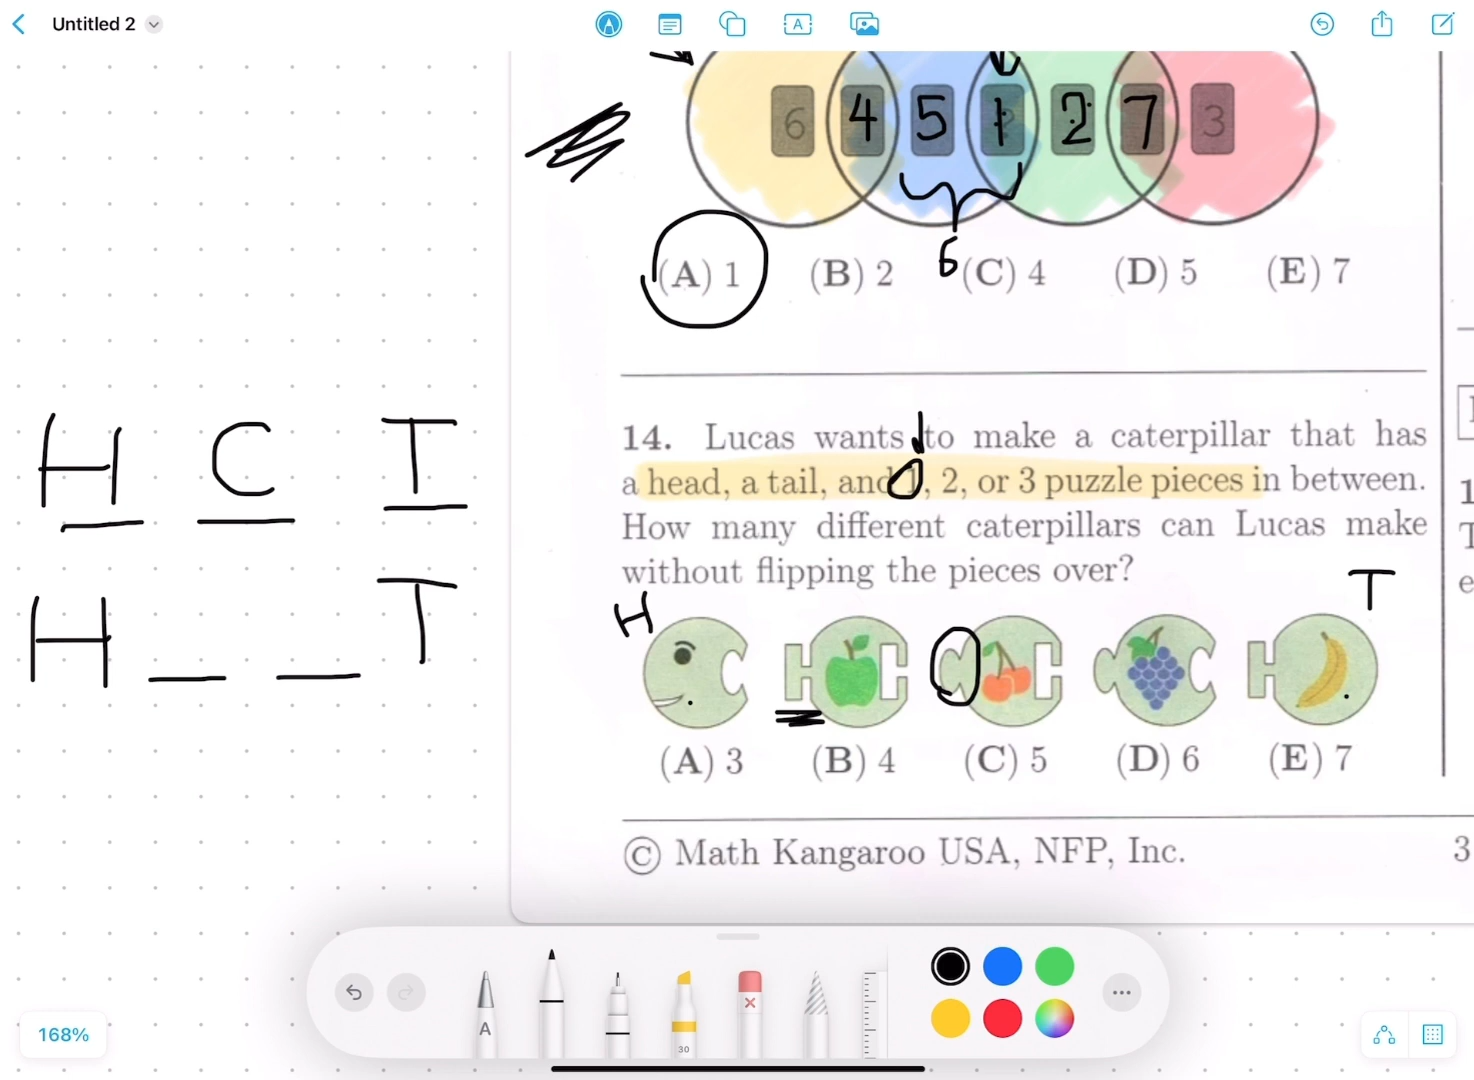 Untitled 2
A
6 4 5 1 2 7 3
6
(A) 1 (B) 2 (C) 4 (D) 5 (E) 7
14. Lucas wants to make a caterpillar that has
a head, a tail, and 1, 2, or 3 puzzle pieces in between.
How many different caterpillars can Lucas make
without flipping the pieces over?
H C T
H _ _ T
H T
(A) 3 (B) 4 (C) 5 (D) 6 (E) 7
© Math Kangaroo USA, NFP, Inc.
3
1
e
A
30
168%